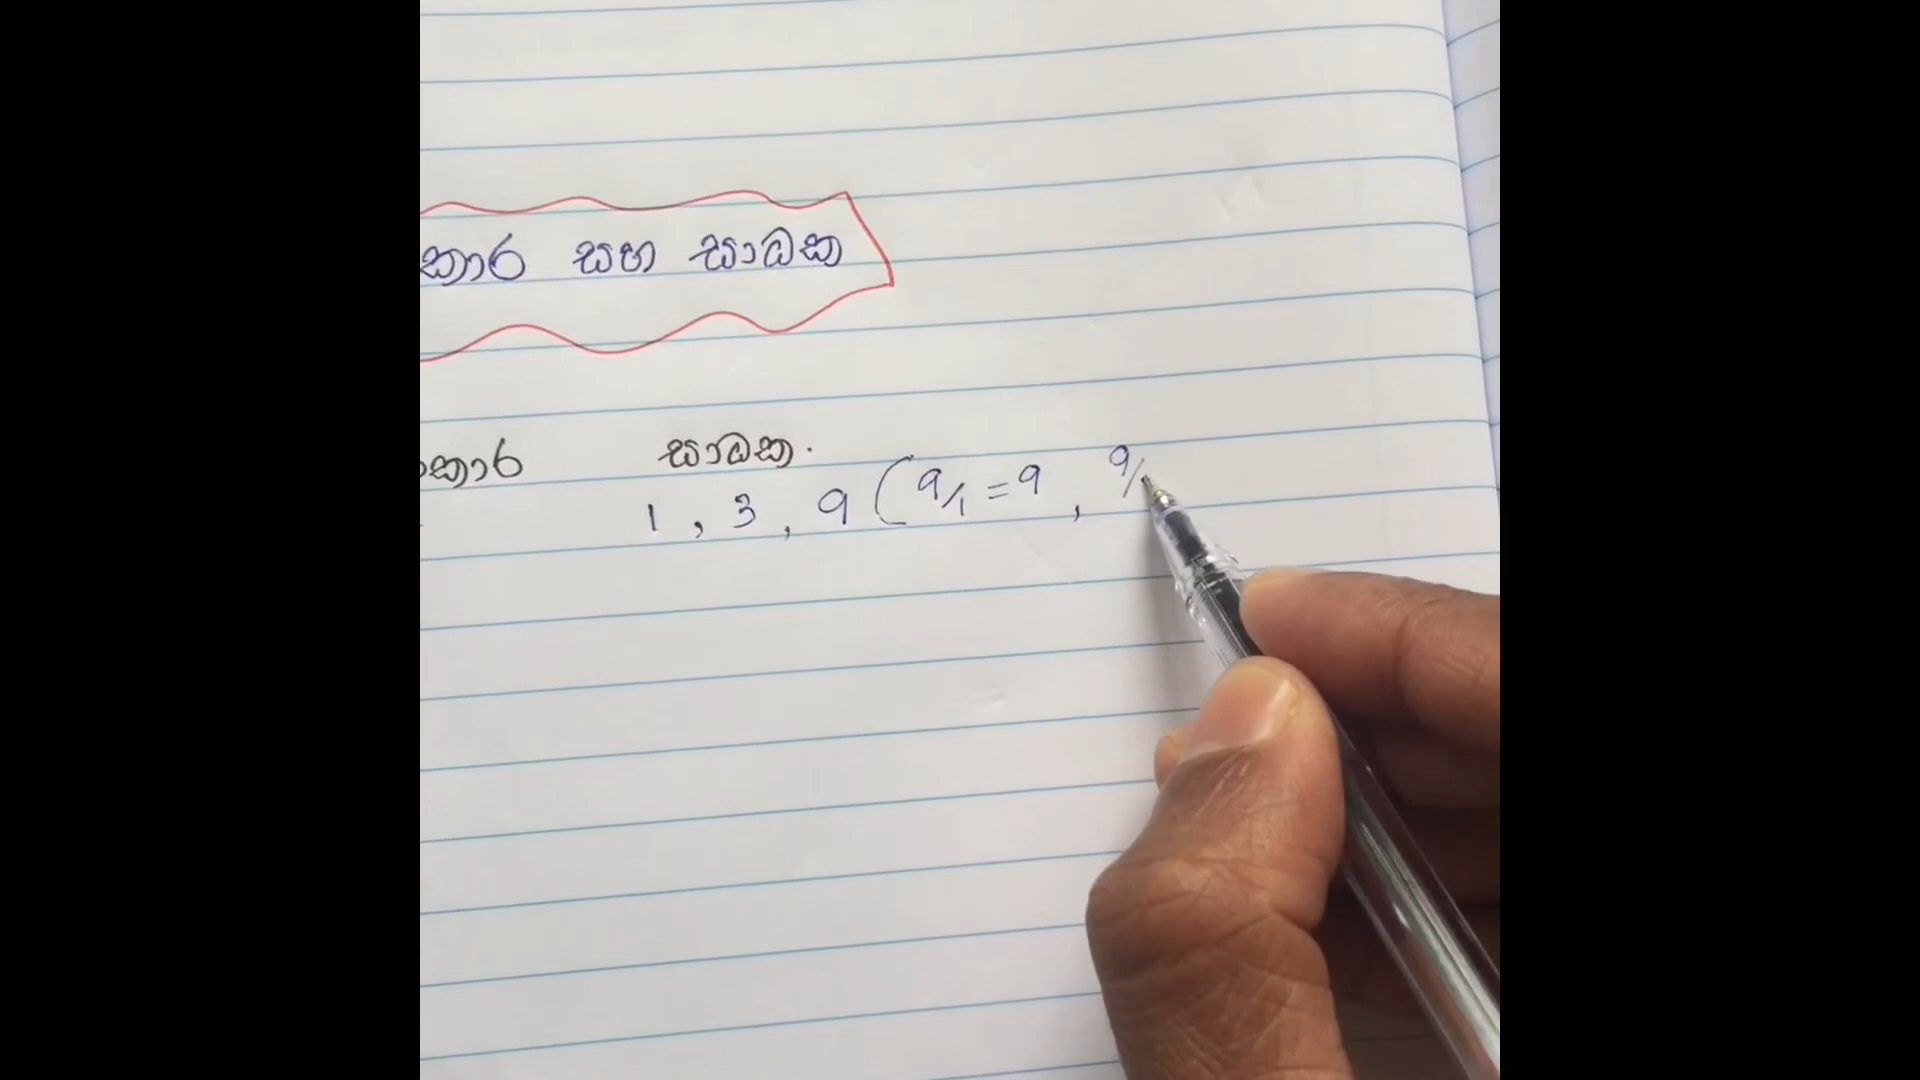 කාර සහ සාධක
කාර සාධක.
1 , 3 , 9 ( 9/1 = 9 , 9/